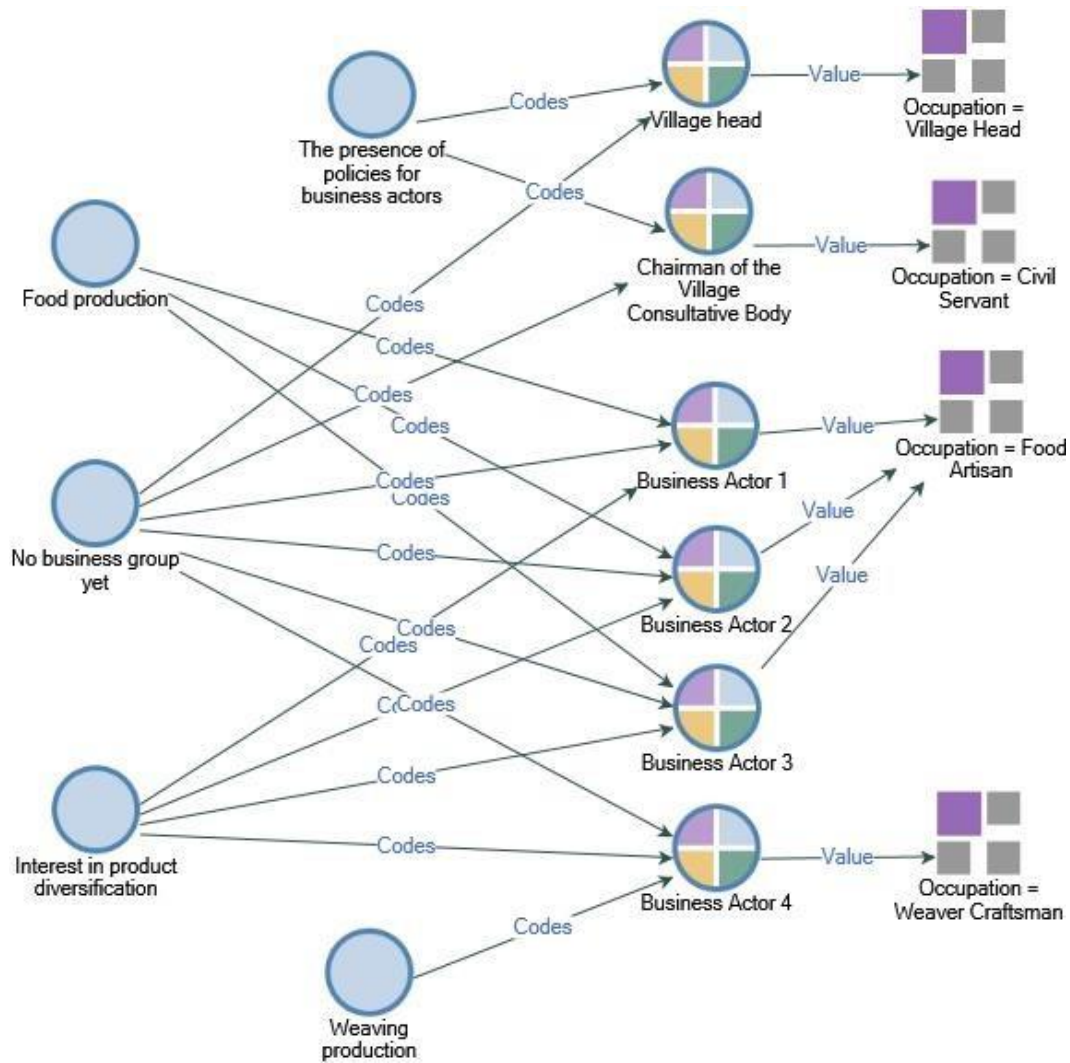 Codes
Value
Village head
Occupation =
Village Head
The presence of
policies for
business actors
Codes
Value
Chairman of the
Village
Consultative Body
Occupation = Civil
Servant
Food production
Codes
Codes
Codes
Codes
Value
Business Actor 1
Occupation = Food
Artisan
Codes
Codes
No business group
yet
Codes
Value
Business Actor 2
Value
Codes
Codes
Codes
Codes
Business Actor 3
Codes
Interest in product
diversification
Codes
Business Actor 4
Value
Occupation =
Weaver Craftsman
Codes
Weaving
production